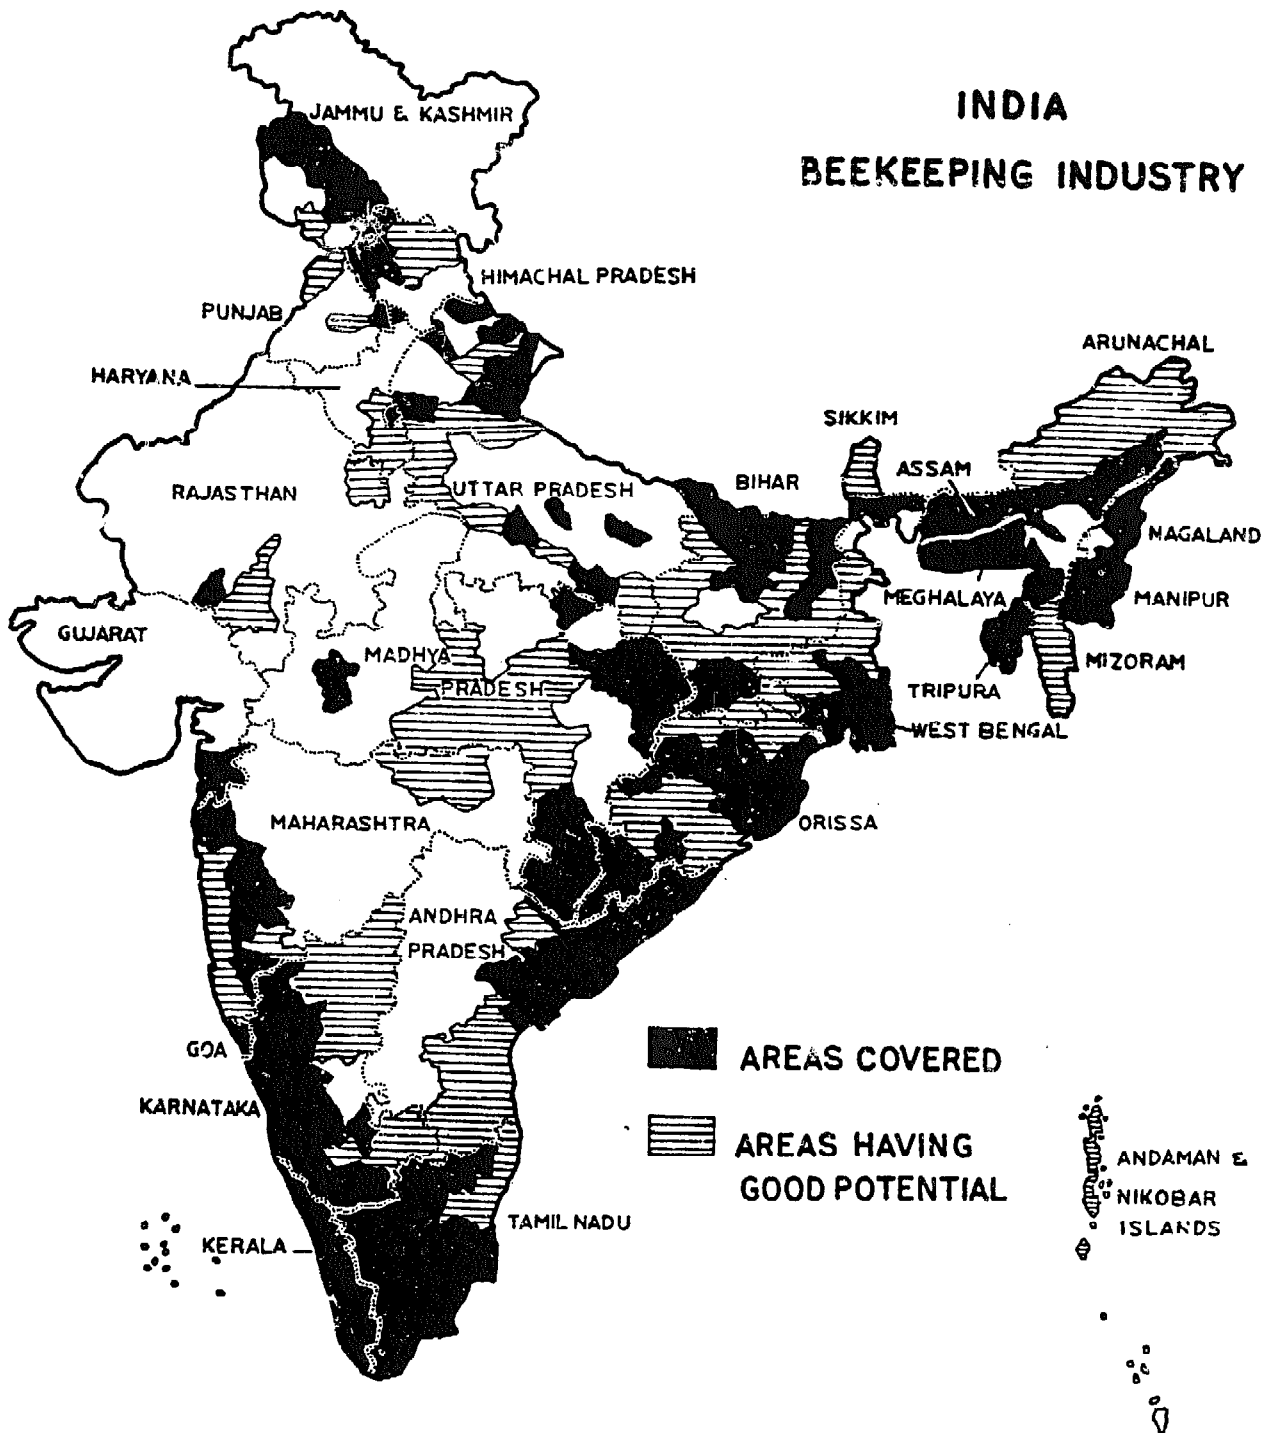 INDIA
BEEKEEPING INDUSTRY
JAMMU & KASHMIR
HIMACHAL PRADESH
PUNJAB
HARYANA
ARUNACHAL
SIKKIM
ASSAM
BIHAR
RAJASTHAN
UTTAR PRADESH
NAGALAND
MEGHALAYA
MANIPUR
GUJARAT
MADHYA
PRADESH
MIZORAM
TRIPURA
WEST BENGAL
MAHARASHTRA
ORISSA
ANDHRA
PRADESH
GOA
AREAS COVERED
KARNATAKA
AREAS HAVING
GOOD POTENTIAL
ANDAMAN &
NIKOBAR
ISLANDS
TAMIL NADU
KERALA